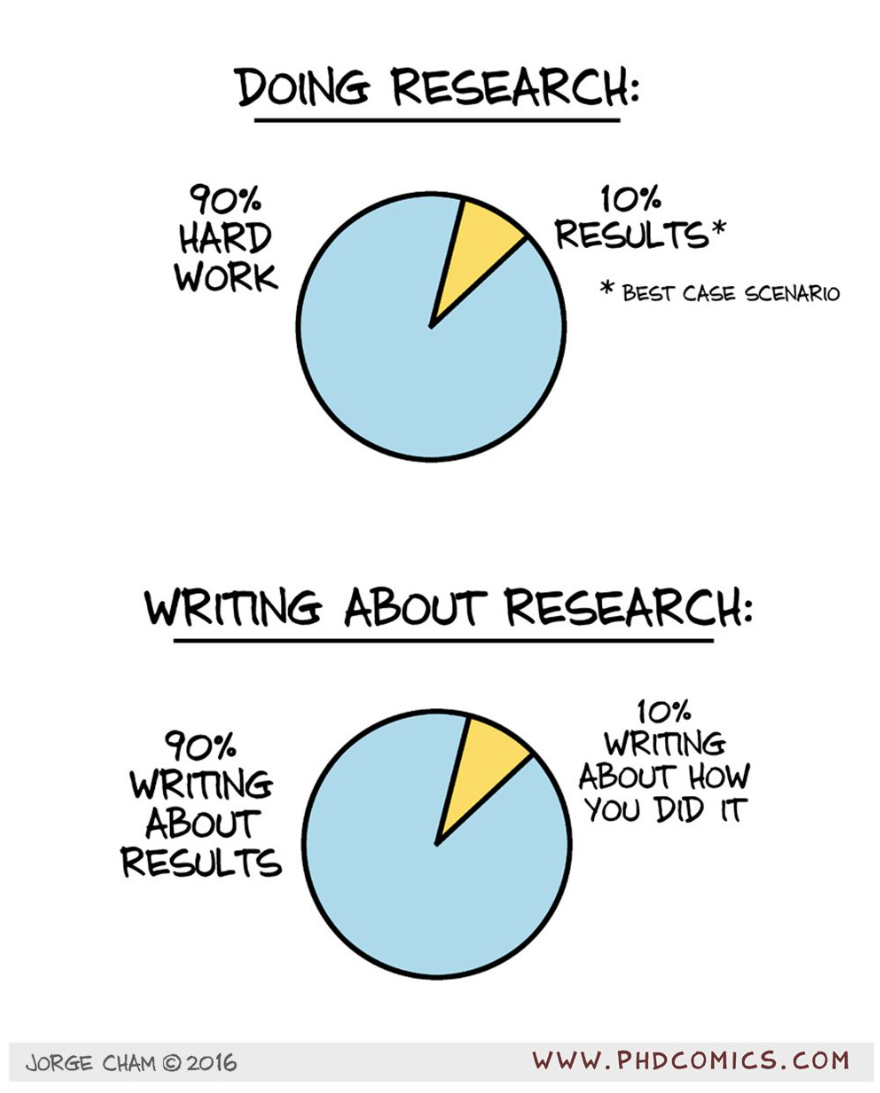 DOING RESEARCH:
90%
HARD
WORK
10%
RESULTS*
* BEST CASE SCENARIO
WRITING ABOUT RESEARCH:
90%
WRITING
ABOUT
RESULTS
10%
WRITING
ABOUT HOW
YOU DID IT
JORGE CHAM © 2016
WWW.PHDCOMICS.COM